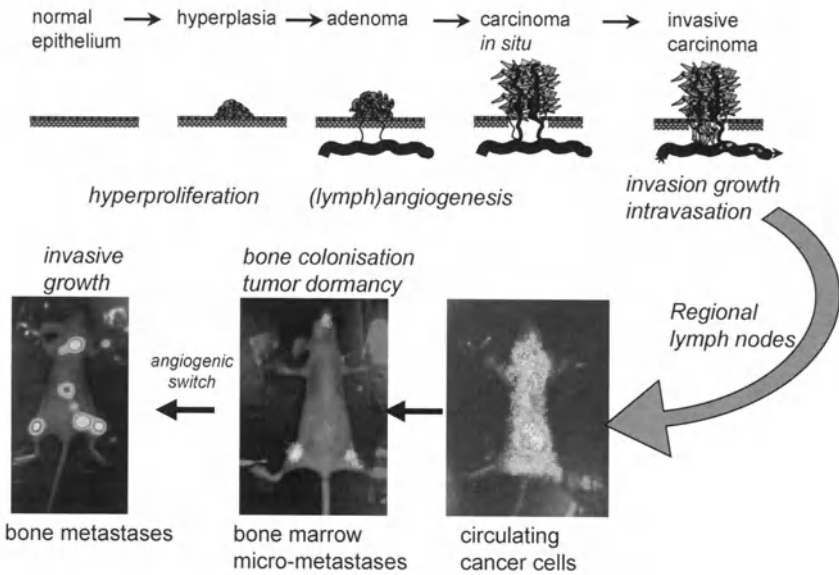 normal
epithelium
hyperplasia
adenoma
carcinoma
in situ
invasive
carcinoma
hyperproliferation
(lymph)angiogenesis
invasion growth
intravasation
Regional
lymph nodes
invasive
growth
bone colonisation
tumor dormancy
angiogenic
switch
bone metastases
bone marrow
micro-metastases
circulating
cancer cells